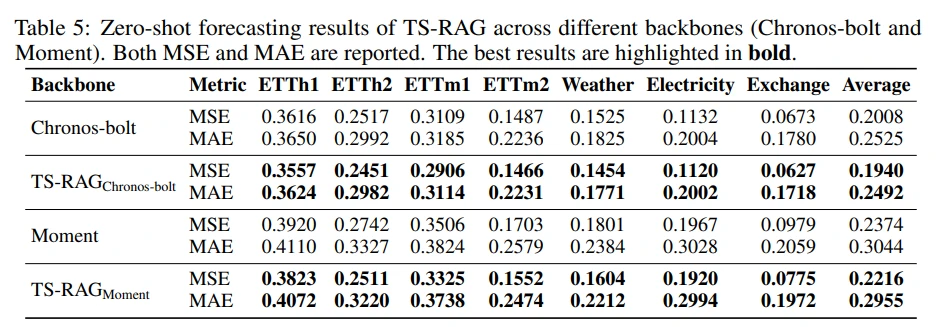 Table 5: Zero-shot forecasting results of TS-RAG across different backbones (Chronos-bolt and
Moment). Both MSE and MAE are reported. The best results are highlighted in bold.
Backbone Metric ETTh1 ETTh2 ETTm1 ETTm2 Weather Electricity Exchange Average
Chronos-bolt MSE 0.3616 0.2517 0.3109 0.1487 0.1525 0.1132 0.0673 0.2008
MAE 0.3650 0.2992 0.3185 0.2236 0.1825 0.2004 0.1780 0.2525
TS-RAGChronos-bolt MSE 0.3557 0.2451 0.2906 0.1466 0.1454 0.1120 0.0627 0.1940
MAE 0.3624 0.2982 0.3114 0.2231 0.1771 0.2002 0.1718 0.2492
Moment MSE 0.3920 0.2742 0.3506 0.1703 0.1801 0.1967 0.0979 0.2374
MAE 0.4110 0.3327 0.3824 0.2579 0.2384 0.3028 0.2059 0.3044
TS-RAGMoment MSE 0.3823 0.2511 0.3325 0.1552 0.1604 0.1920 0.0775 0.2216
MAE 0.4072 0.3220 0.3738 0.2474 0.2212 0.2994 0.1972 0.2955